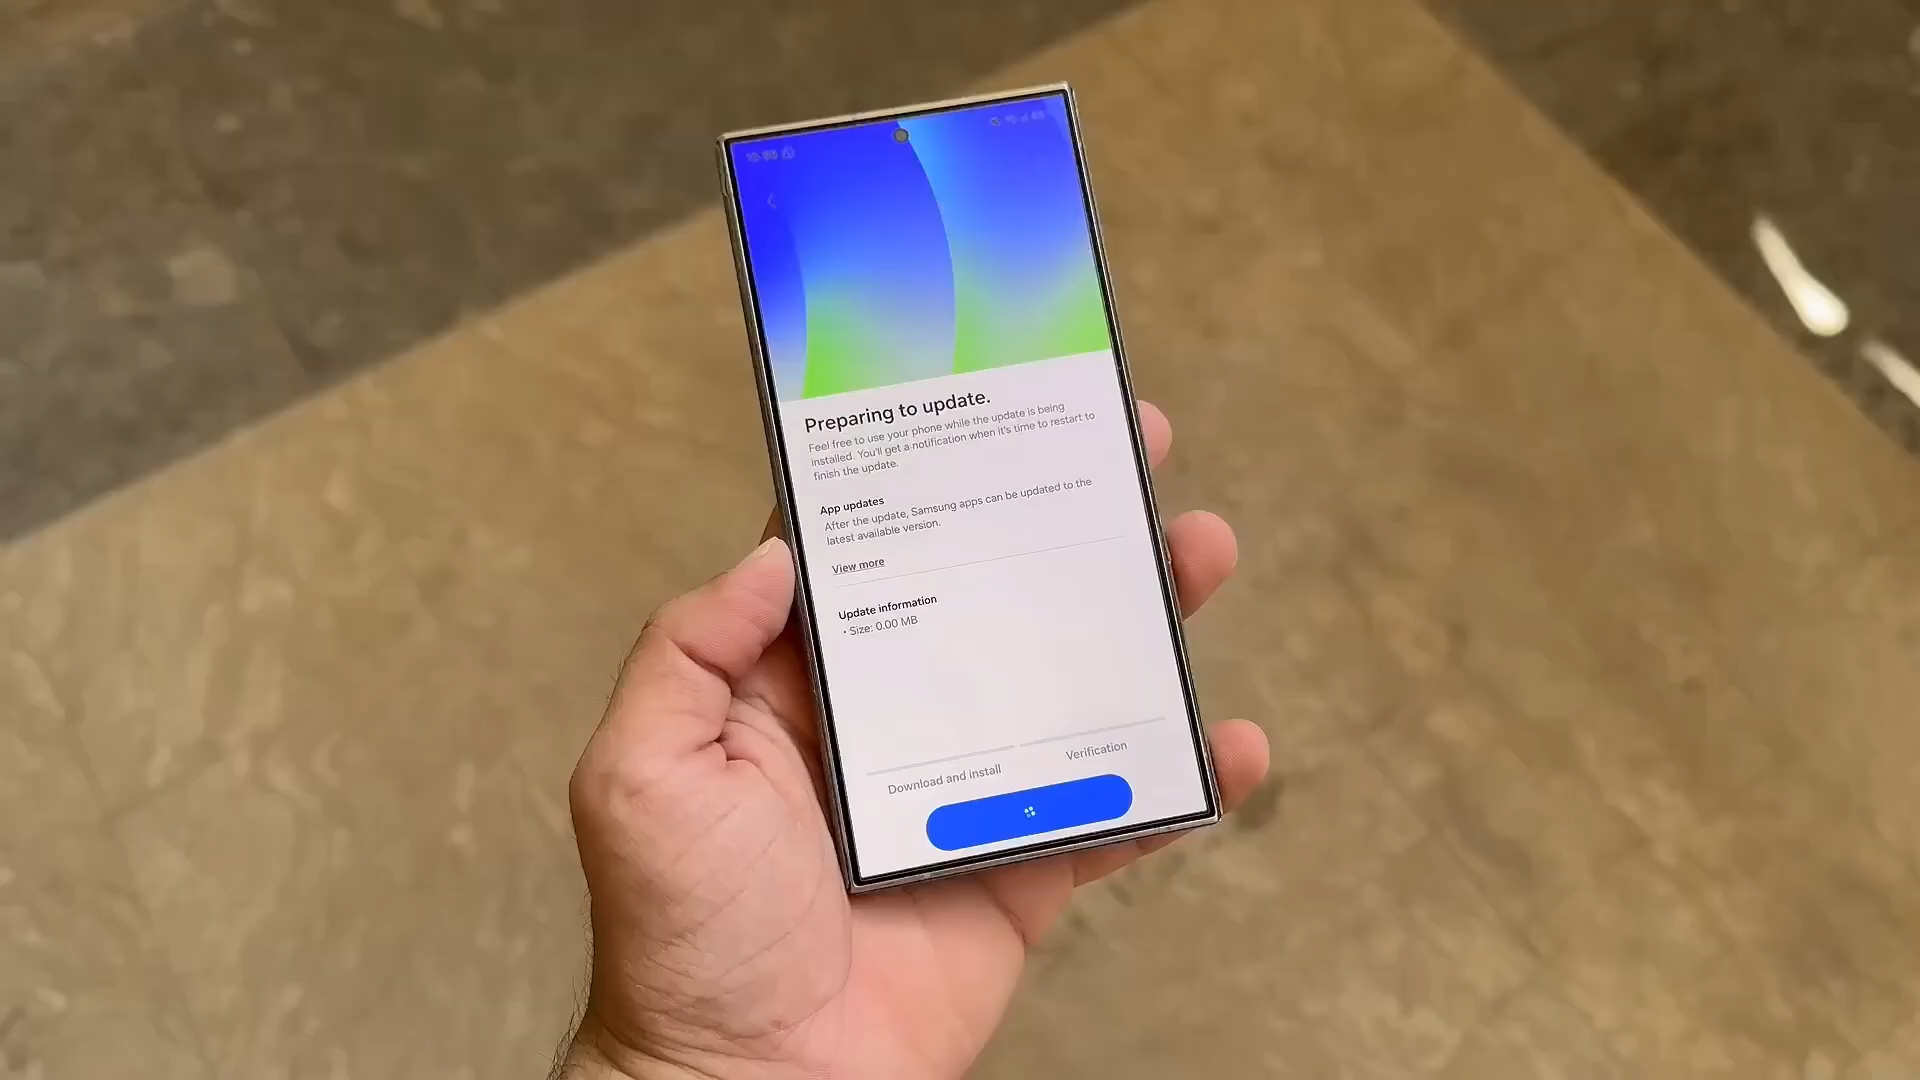 Preparing to update.
Feel free to use your phone while the update is being
installed. You'll get a notification when it's time to restart to
finish the update.
App updates
After the update, Samsung apps can be updated to the
latest available version.
View more
Update information
• Size: 0.00 MB
Download and install
Verification